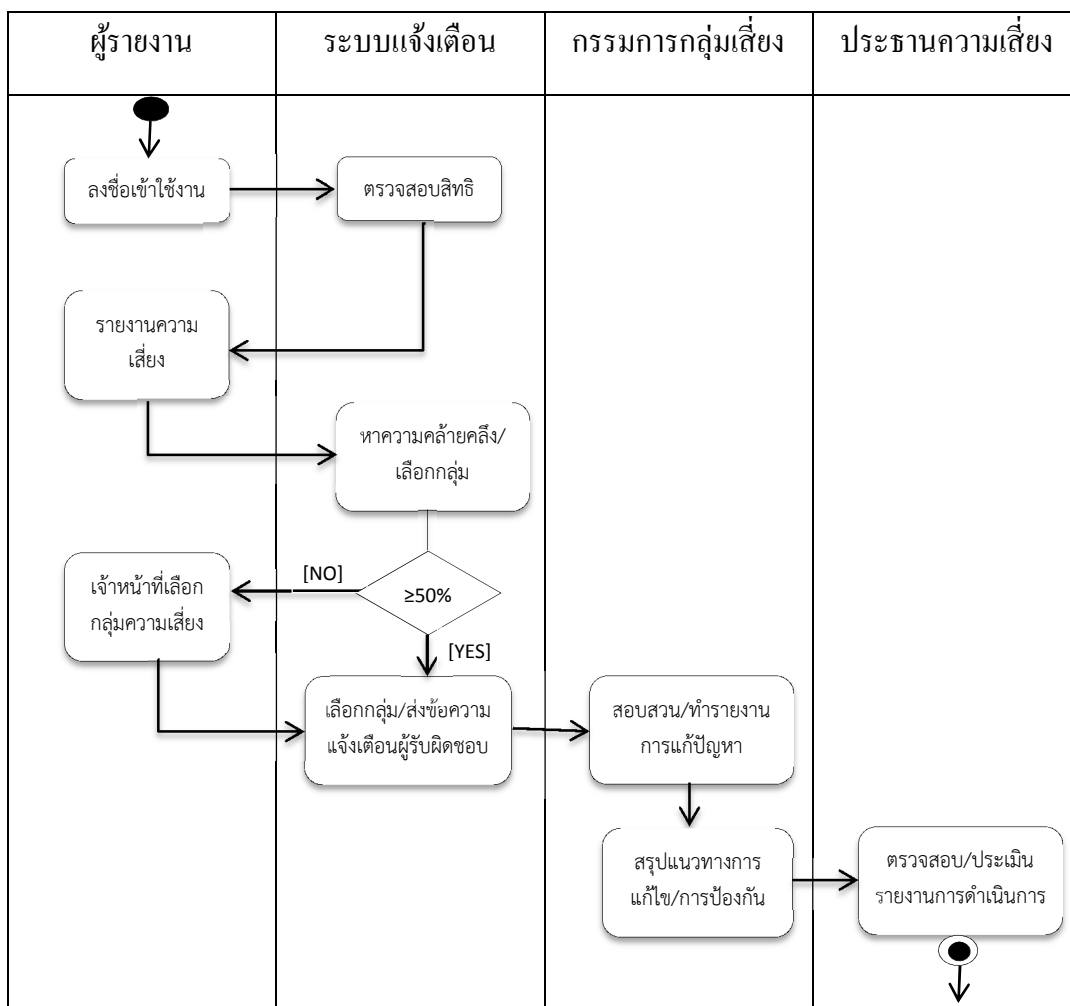 ผู้รายงาน
ระบบแจ้งเตือน
กรรมการกลุ่มเสี่ยง
ประธานความเสี่ยง
ลงชื่อเข้าใช้งาน
ตรวจสอบสิทธิ
รายงานความ
เสี่ยง
หาความคล้ายคลึง/
เลือกกลุ่ม
≥50%
[NO]
[YES]
เจ้าหน้าที่เลือก
กลุ่มความเสี่ยง
เลือกกลุ่ม/ส่งข้อความ
แจ้งเตือนผู้รับผิดชอบ
สอบสวน/ทำรายงาน
การแก้ปัญหา
สรุปแนวทางการ
แก้ไข/การป้องกัน
ตรวจสอบ/ประเมิน
รายงานการดำเนินการ